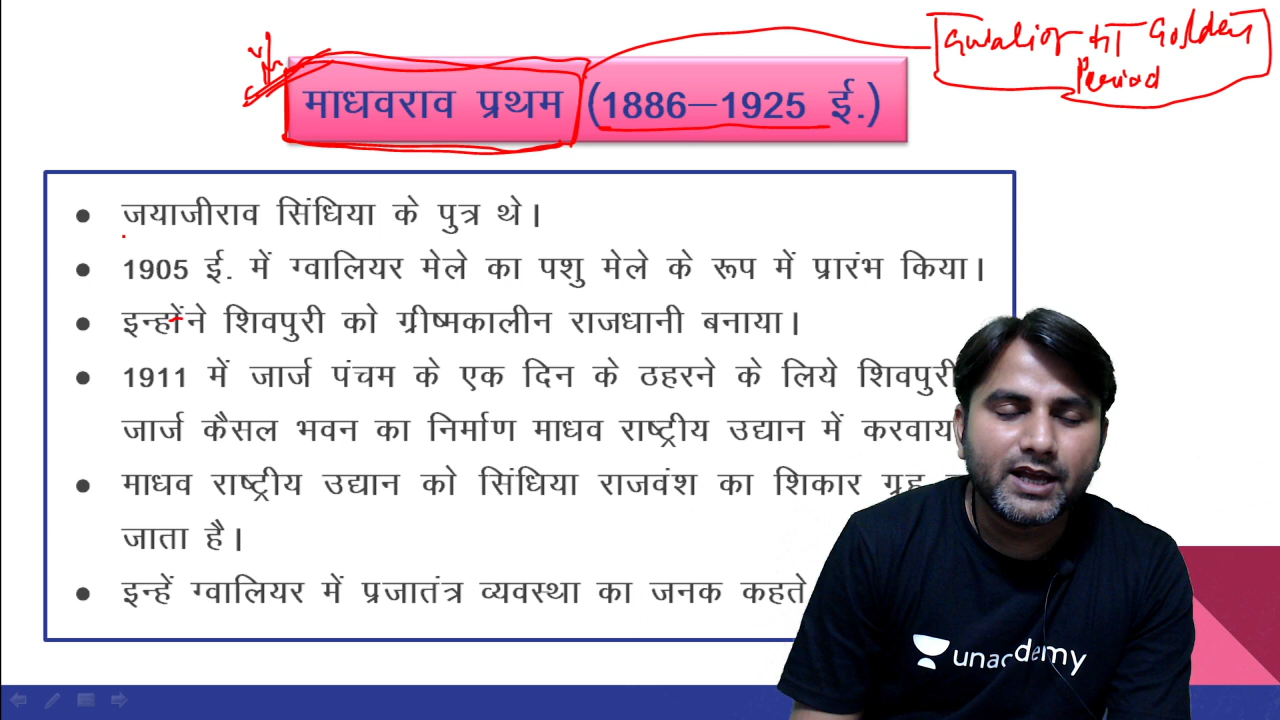 Gwalior का Golden
Period
माधवराव प्रथम (1886–1925 ई.)
• जयाजीराव सिंधिया के पुत्र थे।
• 1905 ई. में ग्वालियर मेले का पशु मेले के रूप में प्रारंभ किया।
• इन्होंने शिवपुरी को ग्रीष्मकालीन राजधानी बनाया।
• 1911 में जार्ज पंचम के एक दिन के ठहरने के लिये शिवपुरी
जार्ज कैसल भवन का निर्माण माधव राष्ट्रीय उद्यान में करवाय
• माधव राष्ट्रीय उद्यान को सिंधिया राजवंश का शिकार ग्रह
जाता है।
• इन्हें ग्वालियर में प्रजातंत्र व्यवस्था का जनक कहते
unacademy